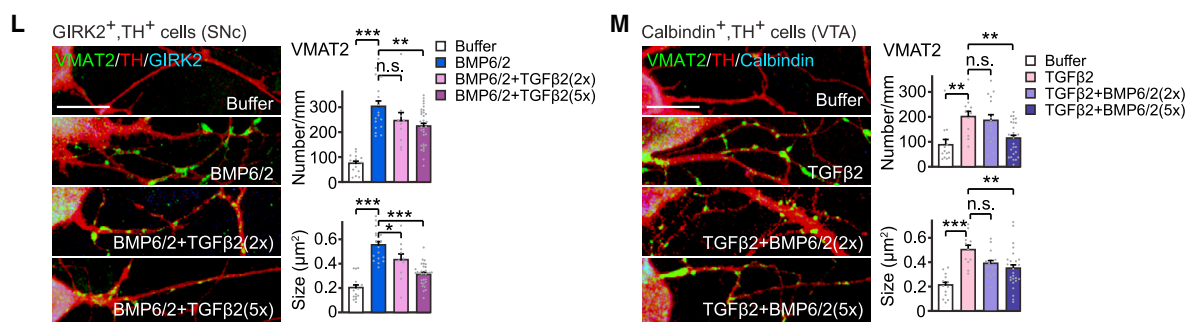 L
GIRK2+,TH+ cells (SNc)
VMAT2/TH/GIRK2
Buffer
BMP6/2
BMP6/2+TGFβ2(2x)
BMP6/2+TGFβ2(5x)
VMAT2
Buffer
BMP6/2
BMP6/2+TGFβ2(2x)
BMP6/2+TGFβ2(5x)
***
**
n.s.
Number/mm
300
200
100
0
***
***
*
Size (μm²)
0.6
0.4
0.2
0
M
Calbindin+,TH+ cells (VTA)
VMAT2/TH/Calbindin
Buffer
TGFβ2
TGFβ2+BMP6/2(2x)
TGFβ2+BMP6/2(5x)
VMAT2
Buffer
TGFβ2
TGFβ2+BMP6/2(2x)
TGFβ2+BMP6/2(5x)
**
n.s.
**
Number/mm
300
200
100
0
**
n.s.
***
Size (μm²)
0.6
0.4
0.2
0